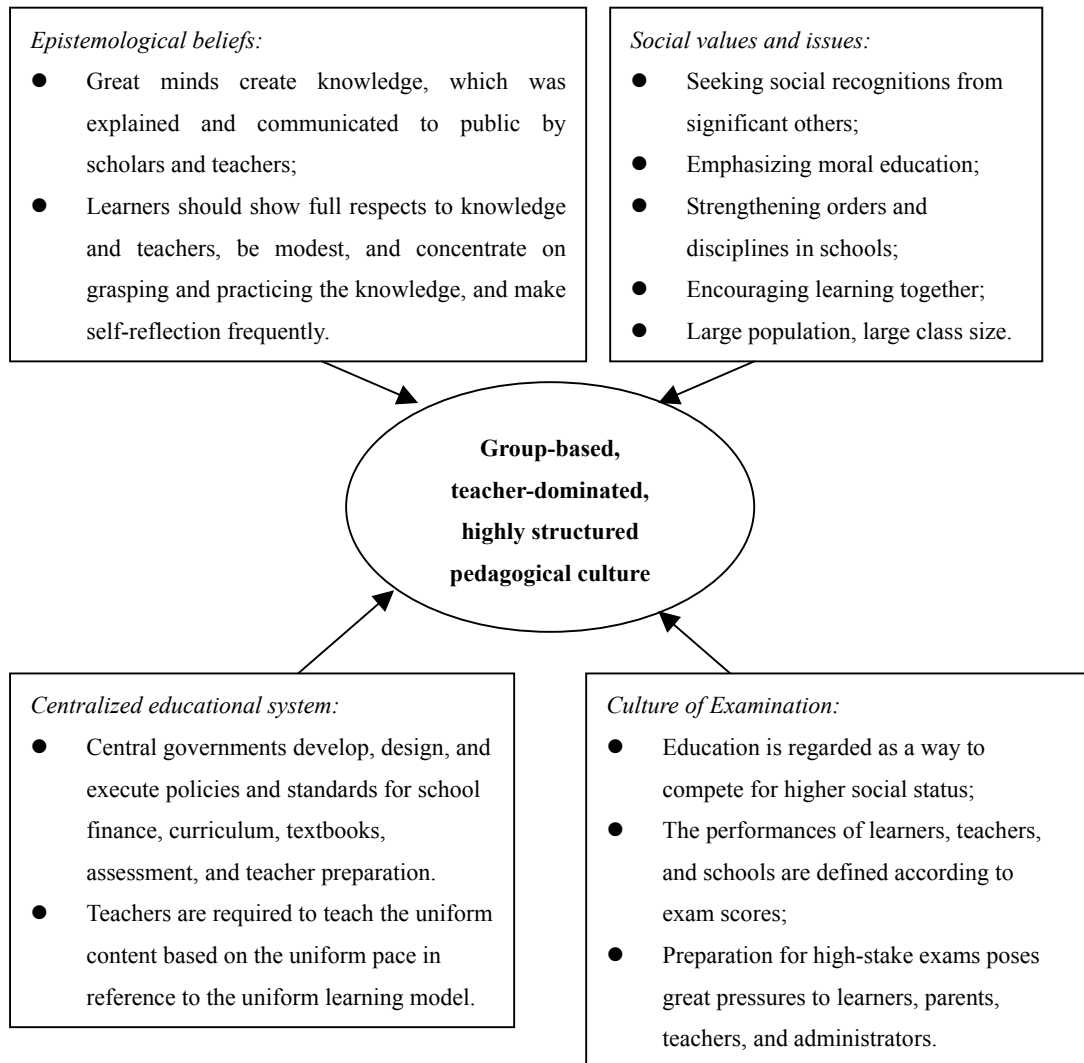 Epistemological beliefs:
● Great minds create knowledge, which was
explained and communicated to public by
scholars and teachers;
● Learners should show full respects to knowledge
and teachers, be modest, and concentrate on
grasping and practicing the knowledge, and make
self-reflection frequently.
Social values and issues:
● Seeking social recognitions from
significant others;
● Emphasizing moral education;
● Strengthening orders and
disciplines in schools;
● Encouraging learning together;
● Large population, large class size.
Group-based,
teacher-dominated,
highly structured
pedagogical culture
Centralized educational system:
● Central governments develop, design, and
execute policies and standards for school
finance, curriculum, textbooks,
assessment, and teacher preparation.
● Teachers are required to teach the uniform
content based on the uniform pace in
reference to the uniform learning model.
Culture of Examination:
● Education is regarded as a way to
compete for higher social status;
● The performances of learners, teachers,
and schools are defined according to
exam scores;
● Preparation for high-stake exams poses
great pressures to learners, parents,
teachers, and administrators.